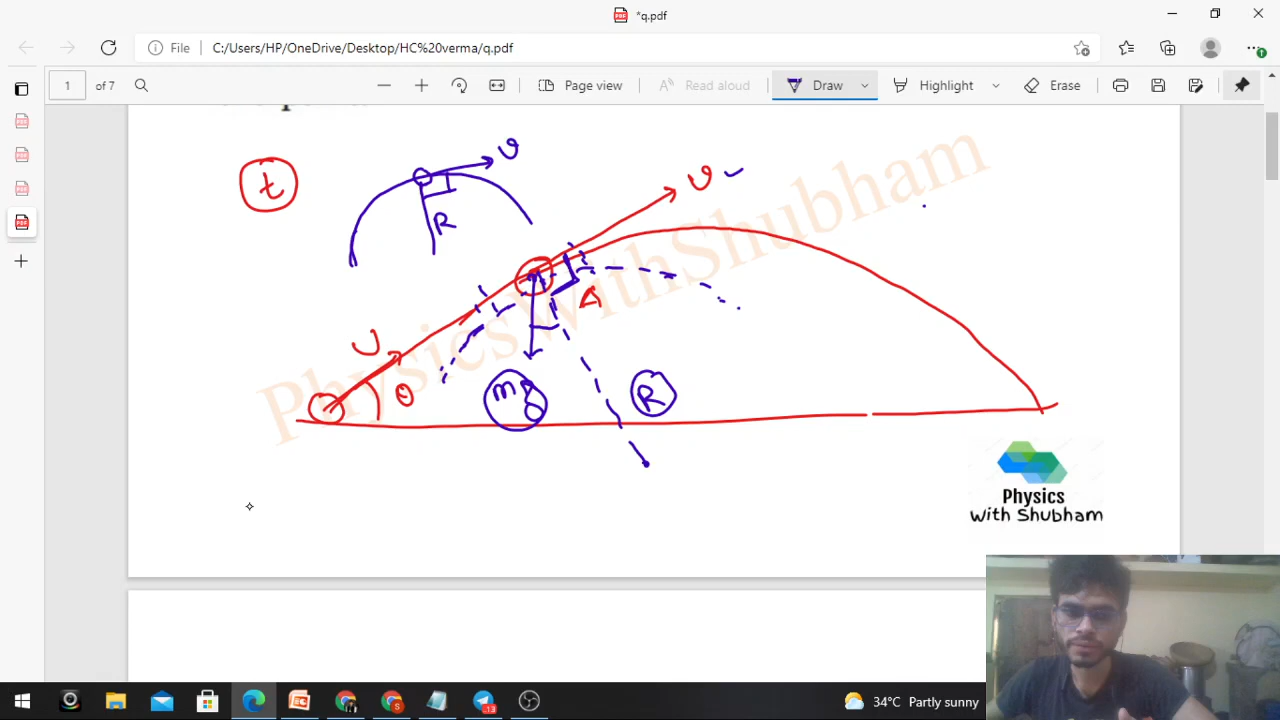 *q.pdf
File
C:/Users/HP/OneDrive/Desktop/HC%20verma/q.pdf
1 of 7
Page view
Read aloud
Draw
Highlight
Erase
t
v
R
v
A
U
θ
mg
R
PhysicsWithShubham
Physics
With Shubham
34°C Partly sunny